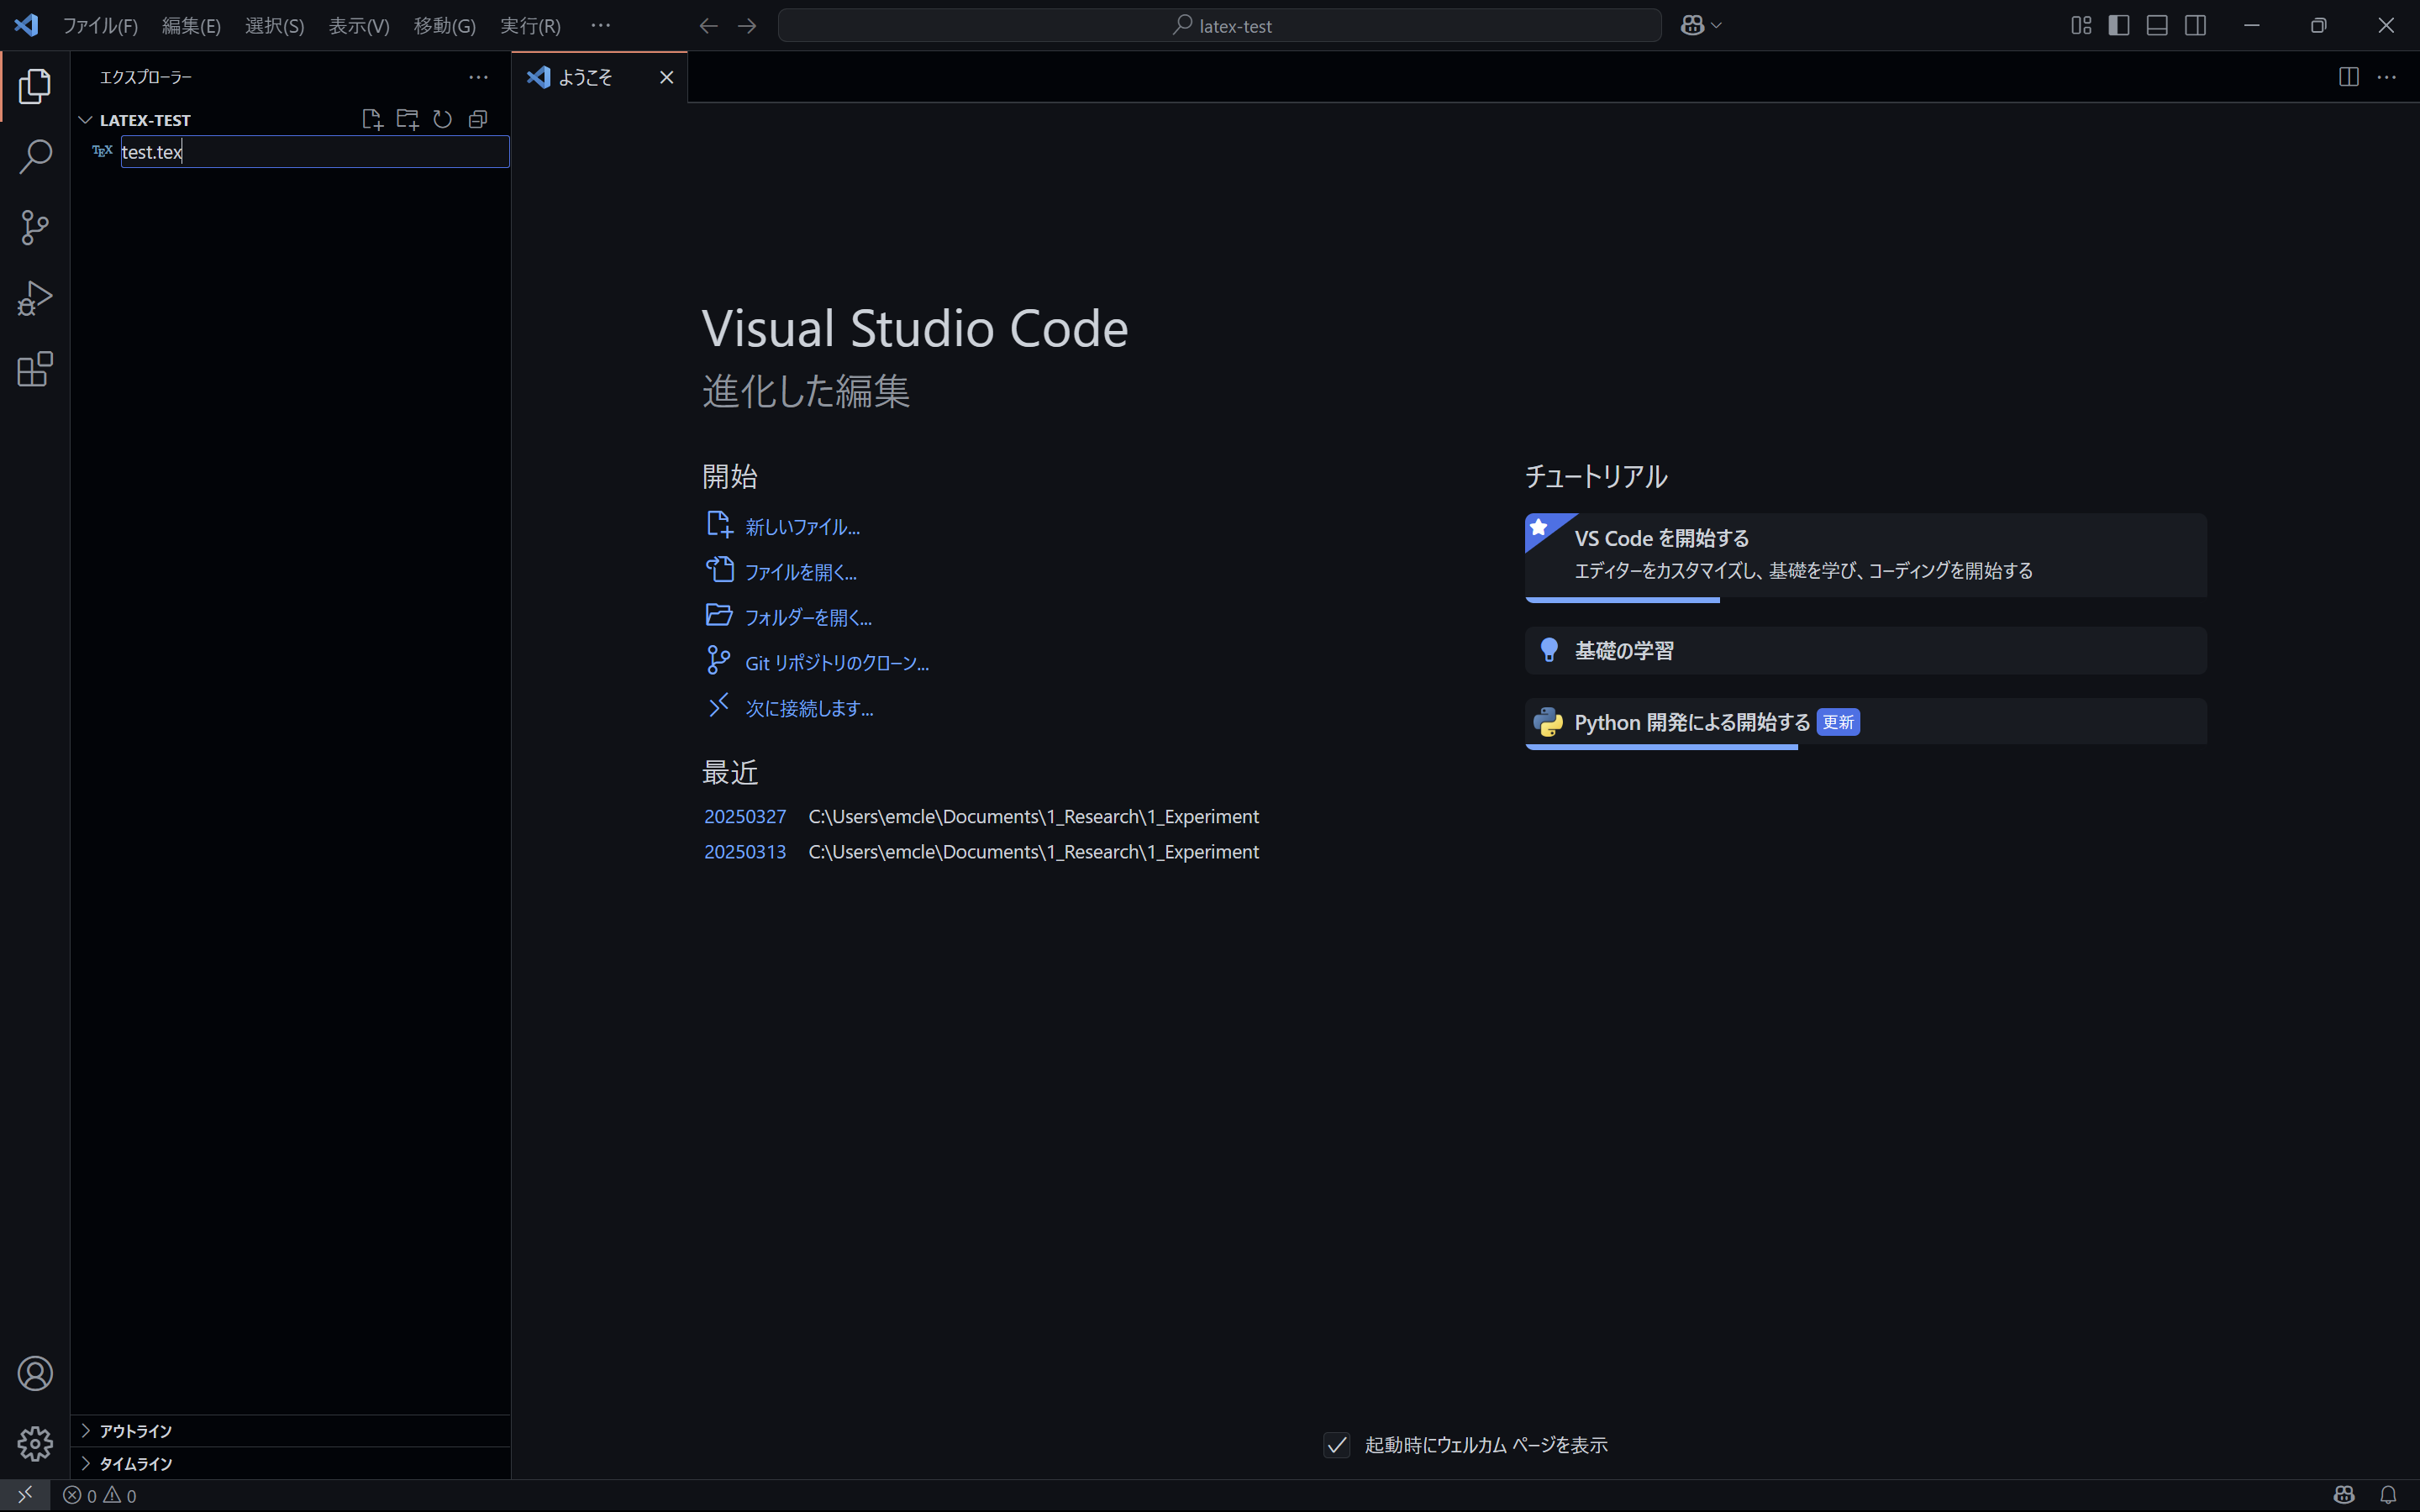 ファイル(F) 編集(E) 選択(S) 表示(V) 移動(G) 実行(R) ··· latex-test
エクスプローラー ···
ようこそ
LATEX-TEST
TEX test.tex
Visual Studio Code
進化した編集
開始
新しいファイル...
ファイルを開く...
フォルダーを開く...
Git リポジトリのクローン...
次に接続します...
最近
20250327 C:\Users\emcle\Documents\1_Research\1_Experiment
20250313 C:\Users\emcle\Documents\1_Research\1_Experiment
チュートリアル
VS Code を開始する
エディターをカスタマイズし、基礎を学び、コーディングを開始する
基礎の学習
Python 開発による開始する 更新
起動時にウェルカム ページを表示
アウトライン
タイムライン
0 0